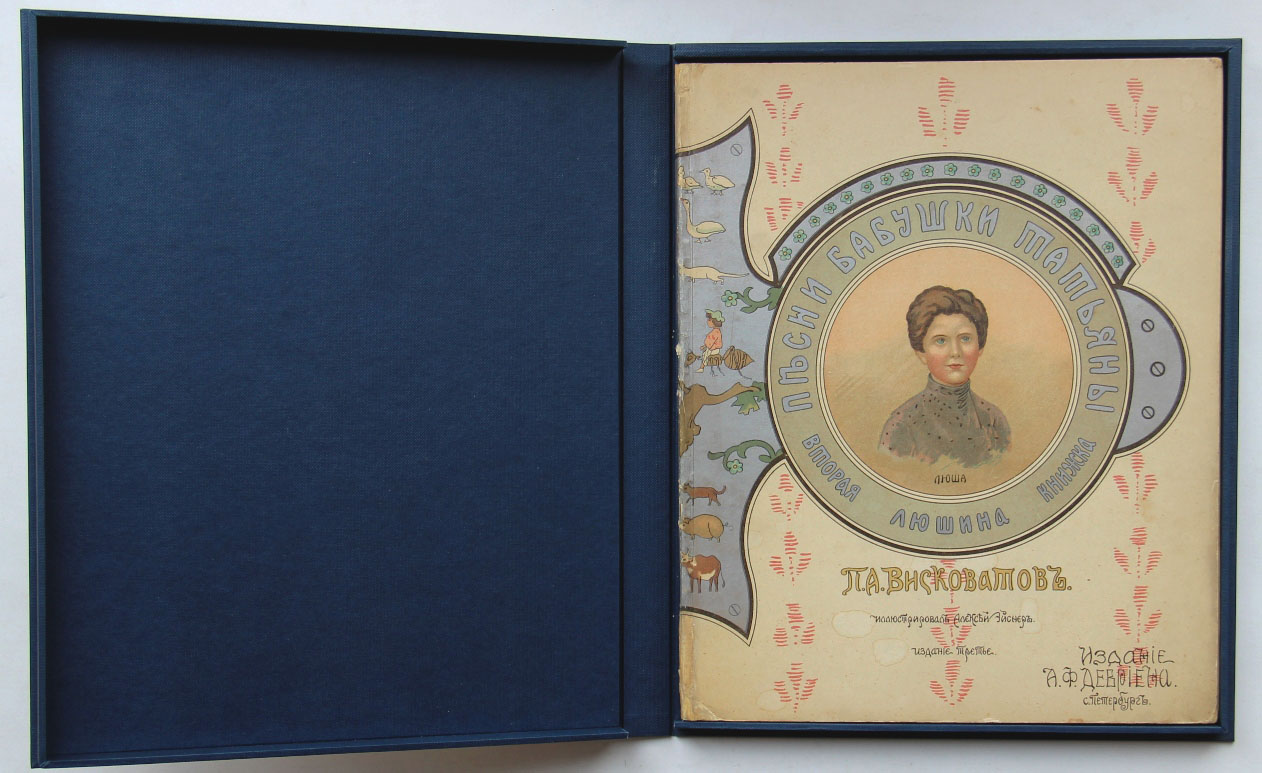 ПѢСНИ БАБУШКИ ТАТЬЯНЫ
ВТОРАЯ ЛЮШИНА КНИЖКА
ЛЮША
П.А. ВИСКОВАТОВЪ.
ИЛЛЮСТРИРОВАЛЪ АЛЕКСѢЙ ЭЙСНЕРЪ.
ИЗДАНІЕ ТРЕТЬЕ.
ИЗДАНІЕ
А.Ф. ДЕВРІЕНА.
С.ПЕТЕРБУРГЪ.